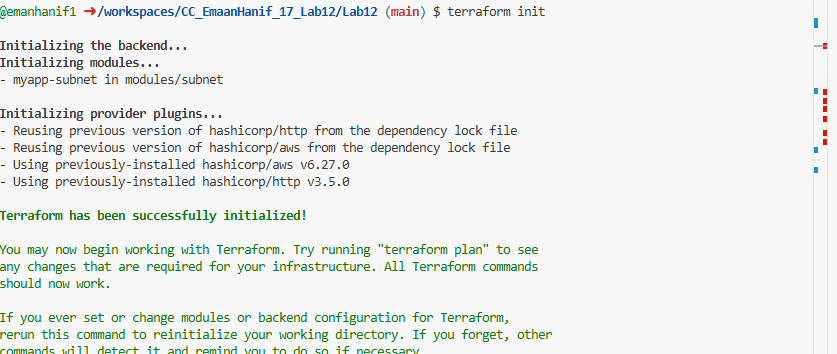 @emanhanif1 ➜/workspaces/CC_EmaanHanif_17_Lab12/Lab12 (main) $ terraform init
Initializing the backend...
Initializing modules...
- myapp-subnet in modules/subnet
Initializing provider plugins...
- Reusing previous version of hashicorp/http from the dependency lock file
- Reusing previous version of hashicorp/aws from the dependency lock file
- Using previously-installed hashicorp/aws v6.27.0
- Using previously-installed hashicorp/http v3.5.0
Terraform has been successfully initialized!
You may now begin working with Terraform. Try running "terraform plan" to see
any changes that are required for your infrastructure. All Terraform commands
should now work.
If you ever set or change modules or backend configuration for Terraform,
rerun this command to reinitialize your working directory. If you forget, other
commands will detect it and remind you to do so if necessary.